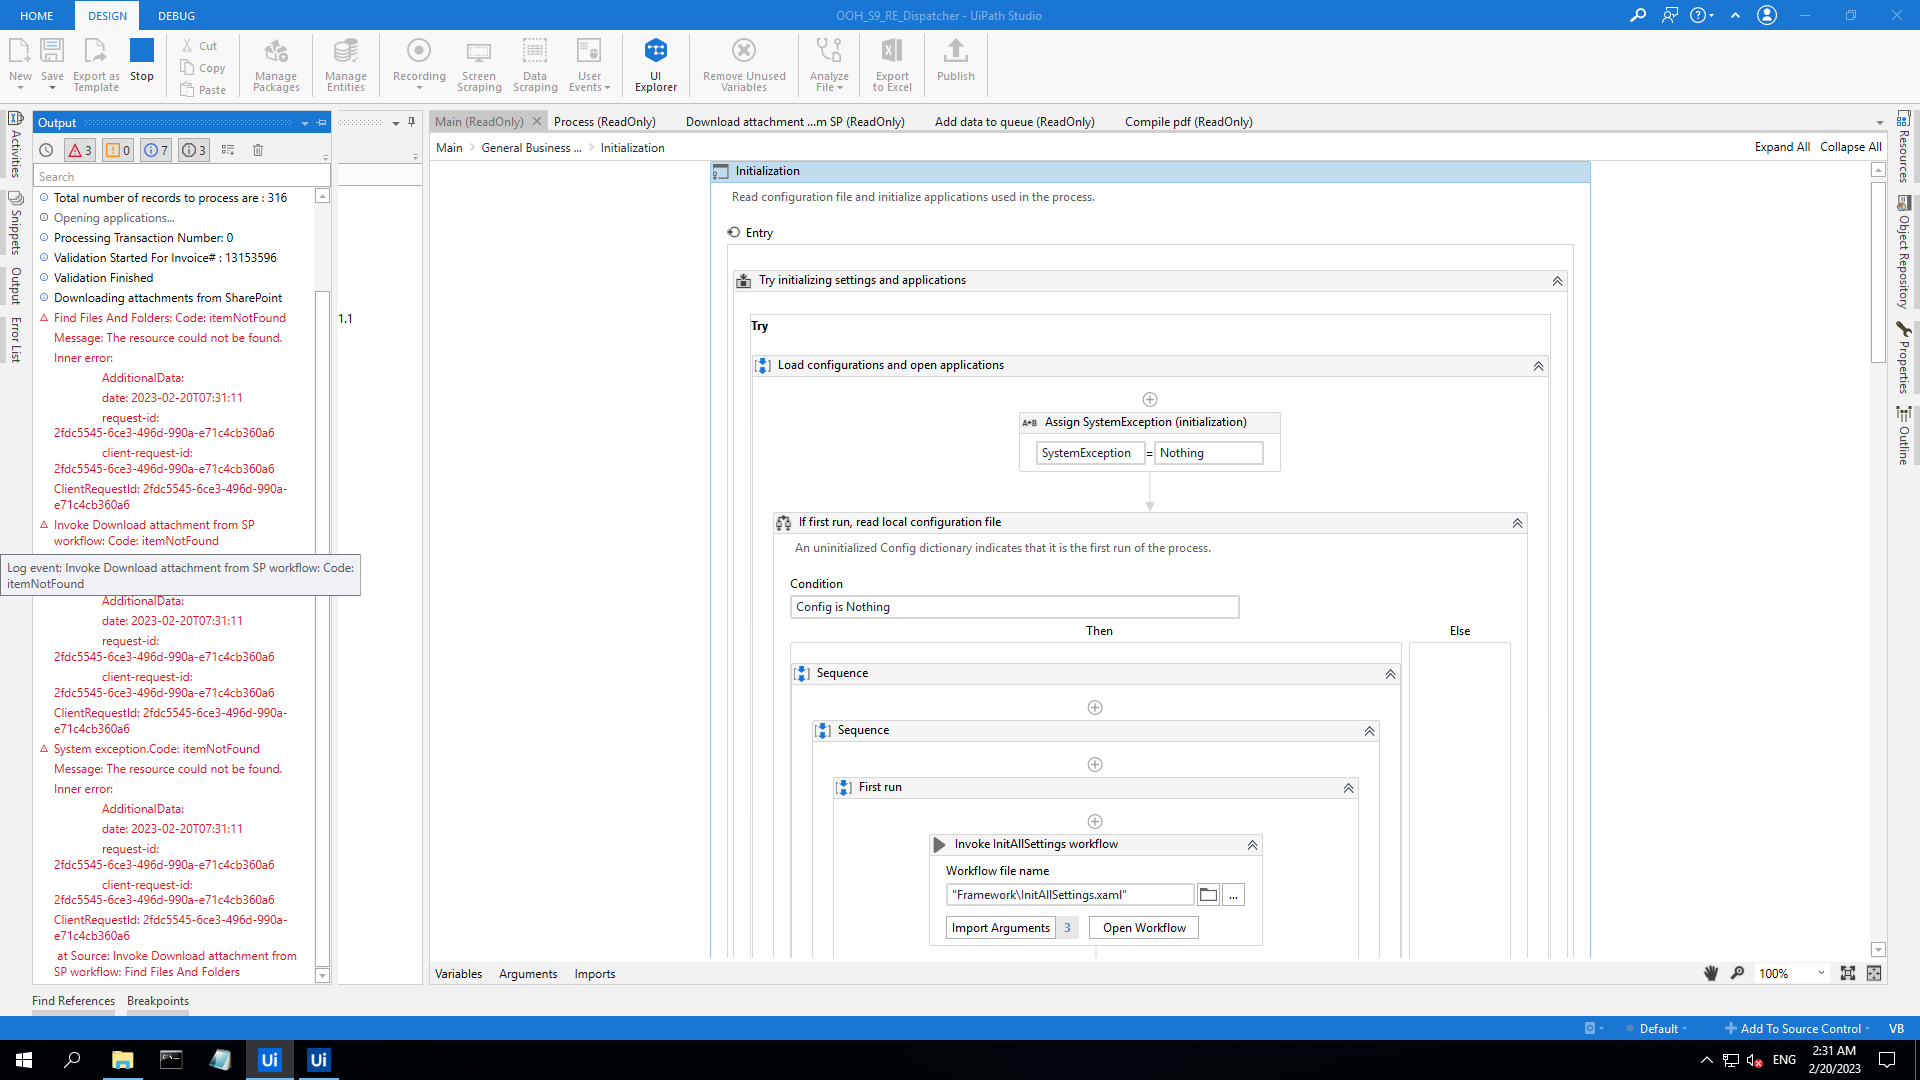 HOME
DESIGN
DEBUG
OOH_S9_RE_Dispatcher - UiPath Studio
New
Save
Export as
Template
Stop
Cut
Copy
Paste
Manage
Packages
Manage
Entities
Recording
Screen
Scraping
Data
Scraping
User
Events
UI
Explorer
Remove Unused
Variables
Analyze
File
Export
to Excel
Publish
Activities
Snippets
Output
Error List
Output
3
0
7
3
Search
Total number of records to process are : 316
Opening applications...
Processing Transaction Number: 0
Validation Started For Invoice# : 13153596
Validation Finished
Downloading attachments from SharePoint
Find Files And Folders: Code: itemNotFound
Message: The resource could not be found.
Inner error:
AdditionalData:
date: 2023-02-20T07:31:11
request-id:
2fdc5545-6ce3-496d-990a-e71c4cb360a6
client-request-id:
2fdc5545-6ce3-496d-990a-e71c4cb360a6
ClientRequestId: 2fdc5545-6ce3-496d-990a-
e71c4cb360a6
Invoke Download attachment from SP
workflow: Code: itemNotFound
Log event: Invoke Download attachment from SP workflow: Code:
itemNotFound
AdditionalData:
date: 2023-02-20T07:31:11
request-id:
2fdc5545-6ce3-496d-990a-e71c4cb360a6
client-request-id:
2fdc5545-6ce3-496d-990a-e71c4cb360a6
ClientRequestId: 2fdc5545-6ce3-496d-990a-
e71c4cb360a6
System exception.Code: itemNotFound
Message: The resource could not be found.
Inner error:
AdditionalData:
date: 2023-02-20T07:31:11
request-id:
2fdc5545-6ce3-496d-990a-e71c4cb360a6
client-request-id:
2fdc5545-6ce3-496d-990a-e71c4cb360a6
ClientRequestId: 2fdc5545-6ce3-496d-990a-
e71c4cb360a6
at Source: Invoke Download attachment from
SP workflow: Find Files And Folders
1.1
Main (ReadOnly)
Process (ReadOnly)
Download attachment ...m SP (ReadOnly)
Add data to queue (ReadOnly)
Compile pdf (ReadOnly)
Main > General Business ... > Initialization
Expand All
Collapse All
Initialization
Read configuration file and initialize applications used in the process.
Entry
Try initializing settings and applications
Try
Load configurations and open applications
A+B Assign SystemException (initialization)
SystemException = Nothing
If first run, read local configuration file
An uninitialized Config dictionary indicates that it is the first run of the process.
Condition
Config is Nothing
Then
Else
Sequence
Sequence
First run
Invoke InitAllSettings workflow
Workflow file name
"Framework\InitAllSettings.xaml"
...
Import Arguments 3
Open Workflow
Variables
Arguments
Imports
100%
Resources
Object Repository
Properties
Outline
Find References
Breakpoints
Default
Add To Source Control
VB
Ui
Ui
ENG
2:31 AM
2/20/2023